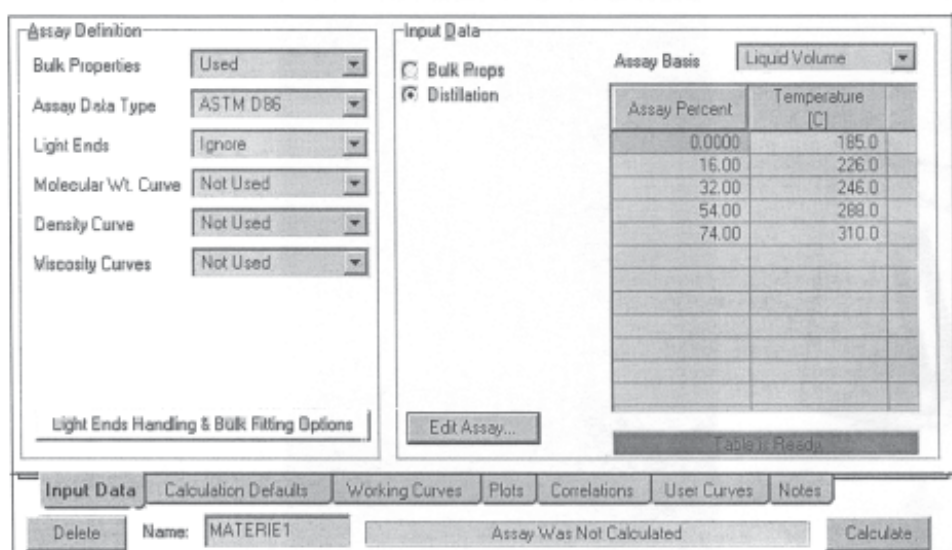 Assay Definition
Bulk Properties Used
Assay Data Type ASTM D86
Light Ends Ignore
Molecular Wt. Curve Not Used
Density Curve Not Used
Viscosity Curves Not Used
Light Ends Handling & Bulk Fitting Options
Input Data
Bulk Props
Distillation
Assay Basis Liquid Volume
Assay Percent Temperature
[C]
0.0000 185.0
16.00 226.0
32.00 246.0
54.00 288.0
74.00 310.0
Edit Assay...
Table is Ready
Input Data Calculation Defaults Working Curves Plots Correlations User Curves Notes
Delete Name: MATERIE1 Assay Was Not Calculated Calculate